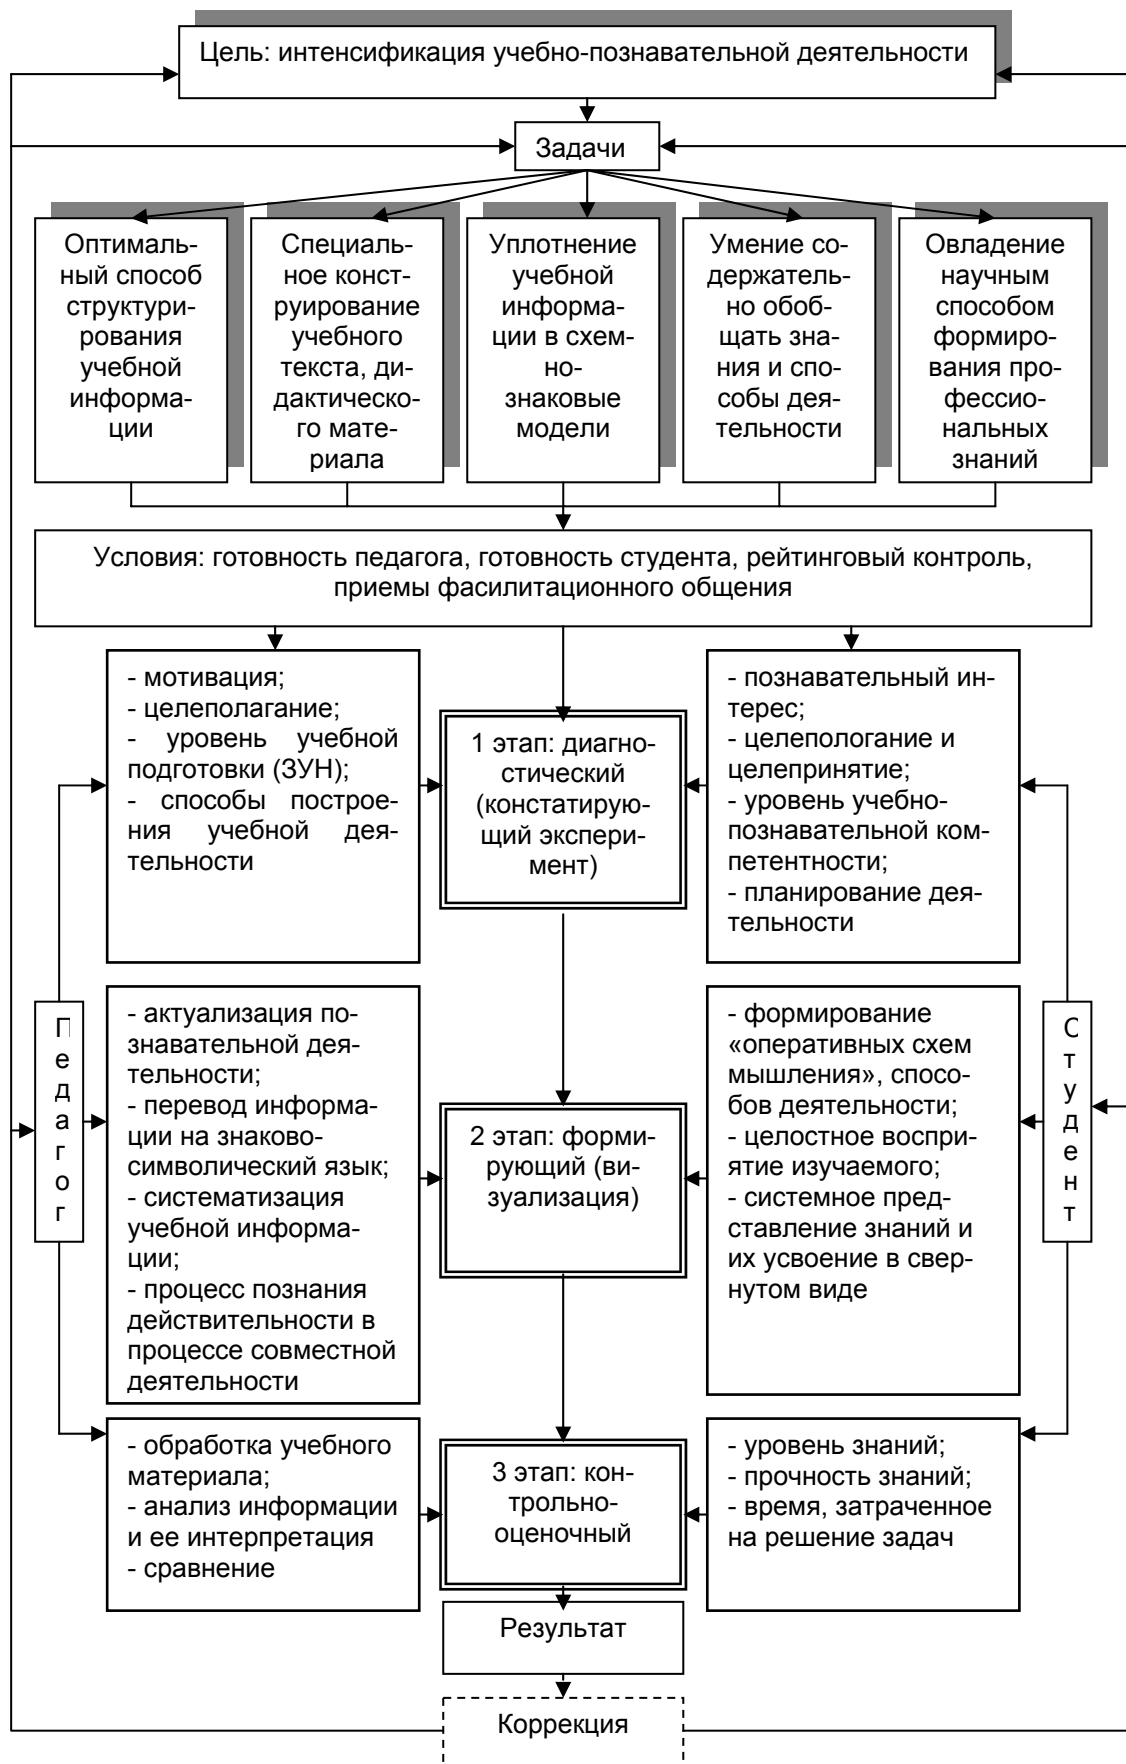 Цель: интенсификация учебно-познавательной деятельности
Задачи
Оптималь-
ный способ
структури-
рования
учебной
информа-
ции
Специаль-
ное конст-
руирование
учебного
текста, ди-
дактическо-
го мате-
риала
Уплотнение
учебной
информа-
ции в схем-
но-
знаковые
модели
Умение со-
держатель-
но обоб-
щать зна-
ния и спо-
собы дея-
тельности
Овладение
научным
способом
формиро-
вания про-
фессио-
нальных
знаний
Условия: готовность педагога, готовность студента, рейтинговый контроль,
приемы фасилитационного общения
- мотивация;
- целеполагание;
- уровень учебной
подготовки (ЗУН);
- способы построе-
ния учебной дея-
тельности
1 этап: диагно-
стический
(констатирую-
щий экспери-
мент)
- познавательный ин-
терес;
- целепологание и
целепринятие;
- уровень учебно-
познавательной ком-
петентности;
- планирование дея-
тельности
Педагог
- актуализация по-
знавательной дея-
тельности;
- перевод информа-
ции на знаково-
символический язык;
- систематизация
учебной информа-
ции;
- процесс познания
действительности в
процессе совместной
деятельности
2 этап: форми-
рующий (ви-
зуализация)
- формирование
«оперативных схем
мышления», спосо-
бов деятельности;
- целостное воспри-
ятие изучаемого;
- системное пред-
ставление знаний и
их усвоение в свер-
нутом виде
Студент
- обработка учебного
материала;
- анализ информации
и ее интерпретация
- сравнение
3 этап: кон-
трольно-
оценочный
- уровень знаний;
- прочность знаний;
- время, затраченное
на решение задач
Результат
Коррекция